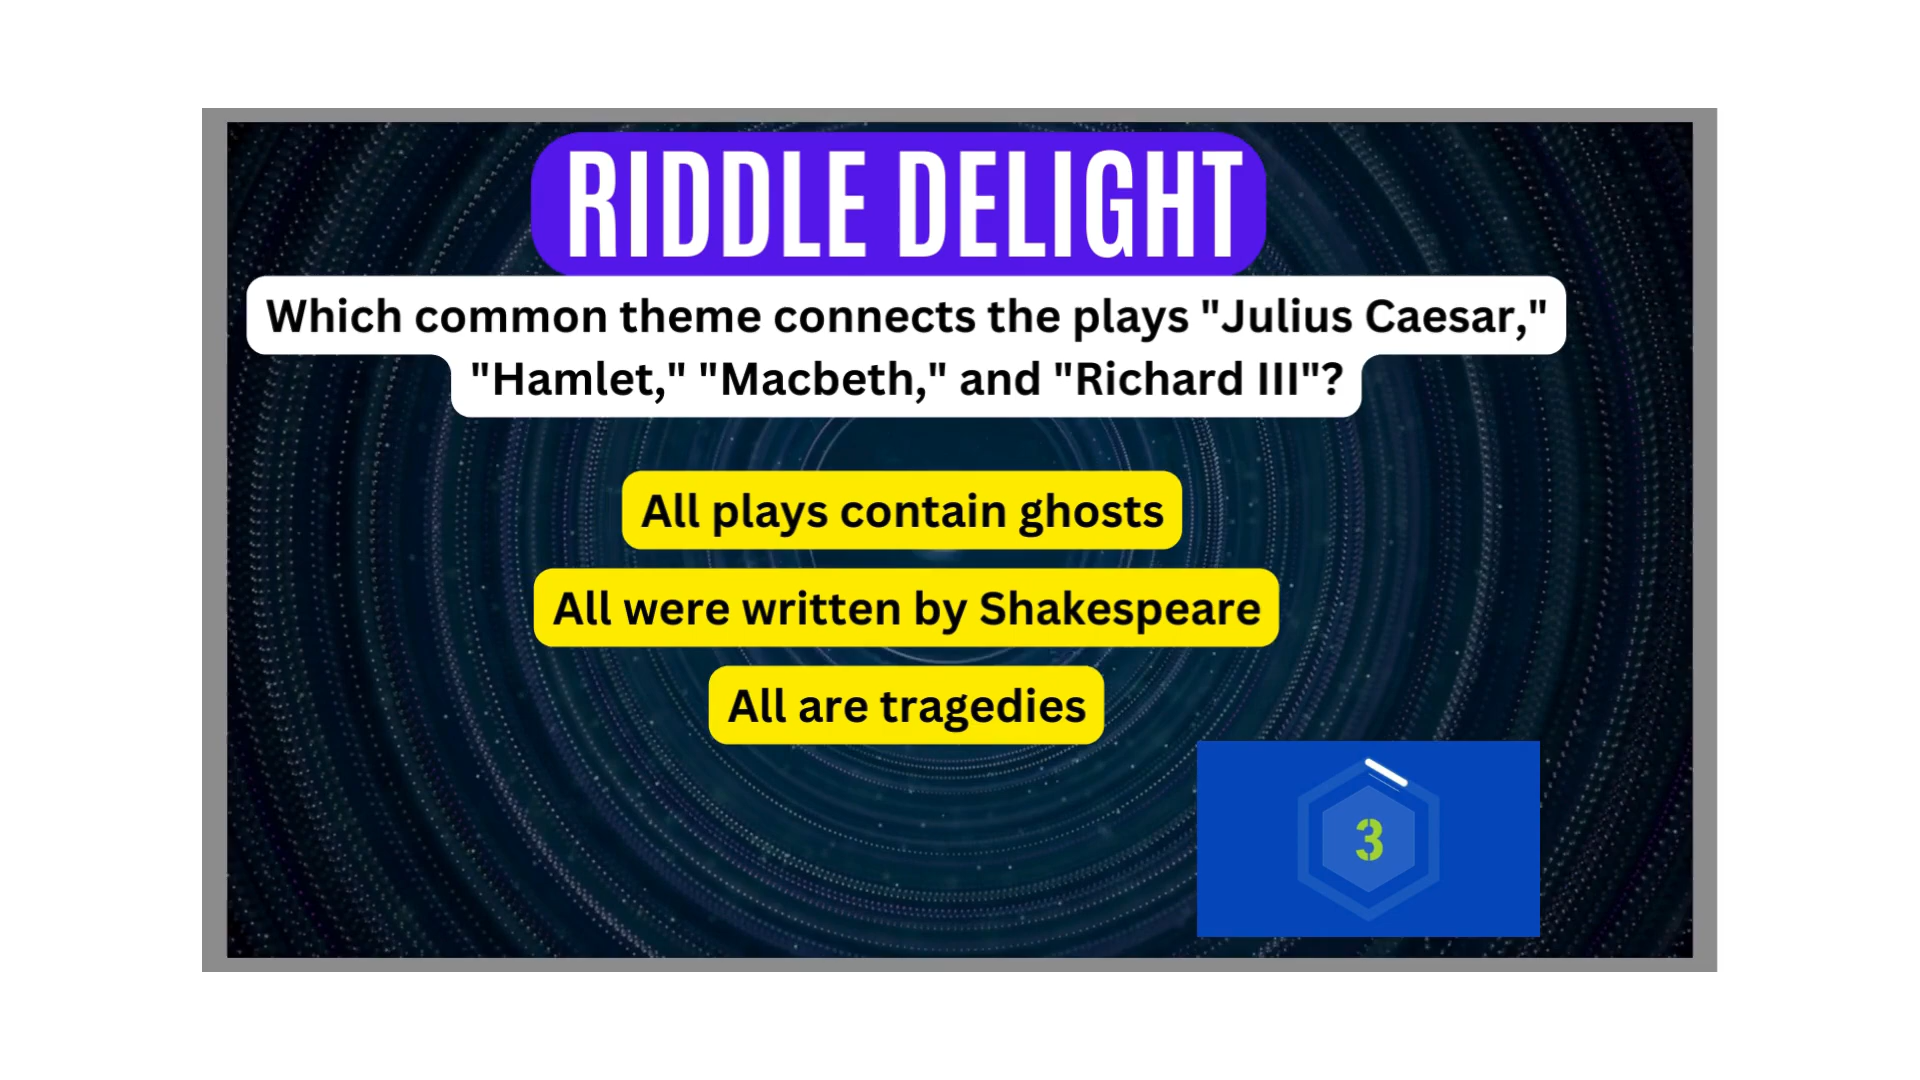 RIDDLE DELIGHT
Which common theme connects the plays "Julius Caesar,"
"Hamlet," "Macbeth," and "Richard III"?
All plays contain ghosts
All were written by Shakespeare
All are tragedies
3